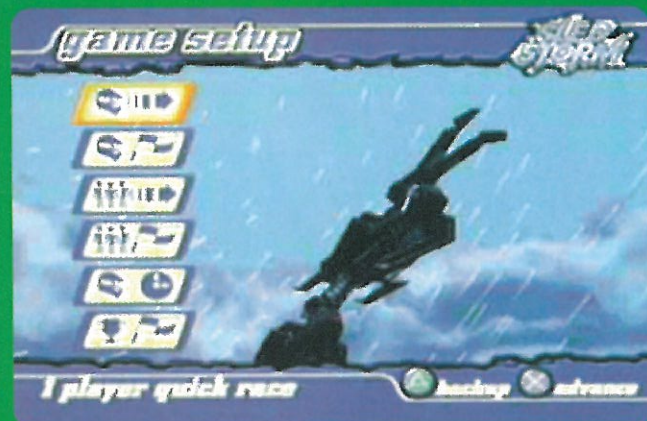 game setup
SLED
STORM
1 player quick race
backup
advance